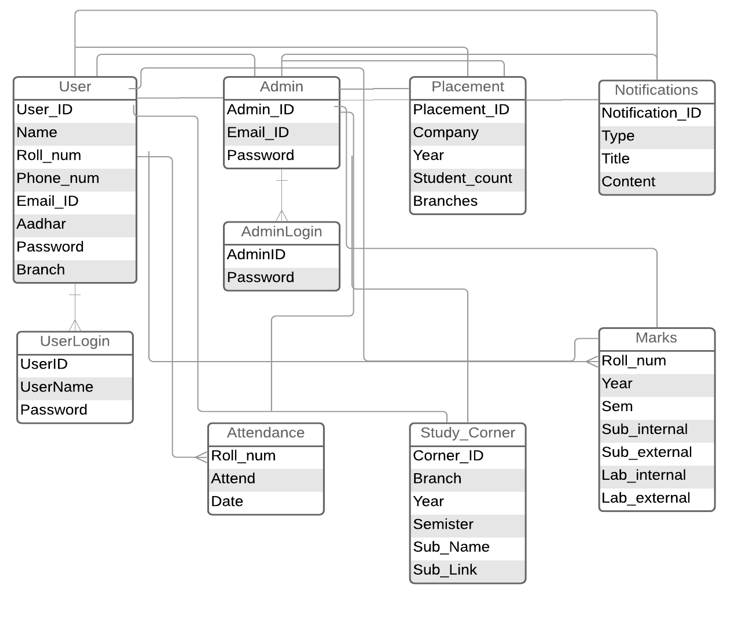 User
User_ID
Name
Roll_num
Phone_num
Email_ID
Aadhar
Password
Branch
Admin
Admin_ID
Email_ID
Password
Placement
Placement_ID
Company
Year
Student_count
Branches
Notifications
Notification_ID
Type
Title
Content
AdminLogin
AdminID
Password
UserLogin
UserID
UserName
Password
Marks
Roll_num
Year
Sem
Sub_internal
Sub_external
Lab_internal
Lab_external
Attendance
Roll_num
Attend
Date
Study_Corner
Corner_ID
Branch
Year
Semister
Sub_Name
Sub_Link